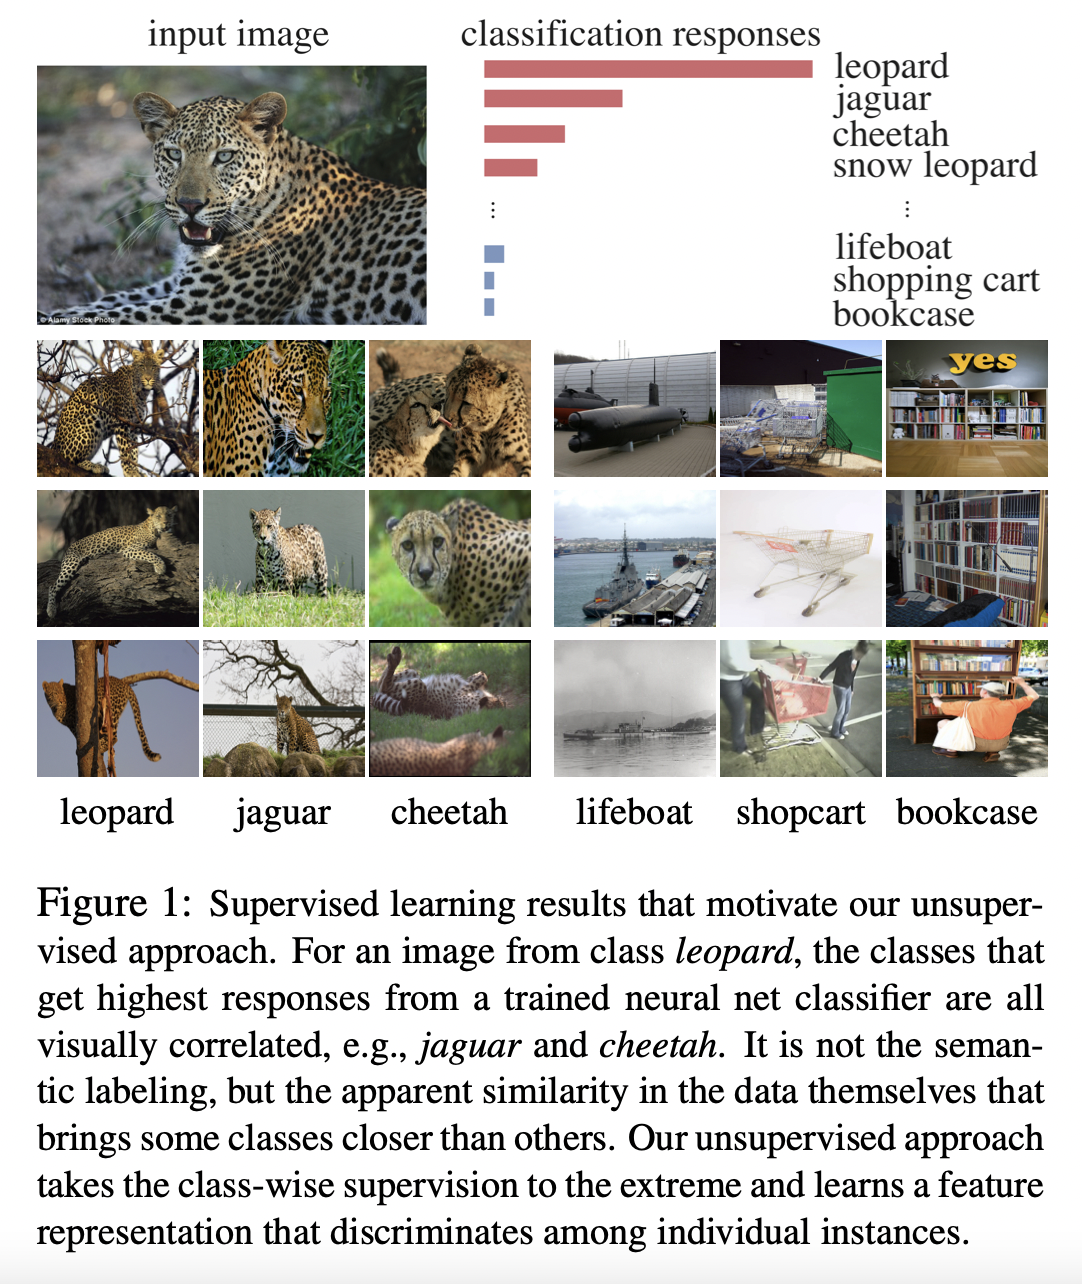 input image
classification responses
leopard
jaguar
cheetah
snow leopard
⋮ ⋮
lifeboat
shopping cart
bookcase
© Alamy Stock Photo
yes
leopard jaguar cheetah lifeboat shopcart bookcase
Figure 1: Supervised learning results that motivate our unsuper-
vised approach. For an image from class leopard, the classes that
get highest responses from a trained neural net classifier are all
visually correlated, e.g., jaguar and cheetah. It is not the seman-
tic labeling, but the apparent similarity in the data themselves that
brings some classes closer than others. Our unsupervised approach
takes the class-wise supervision to the extreme and learns a feature
representation that discriminates among individual instances.